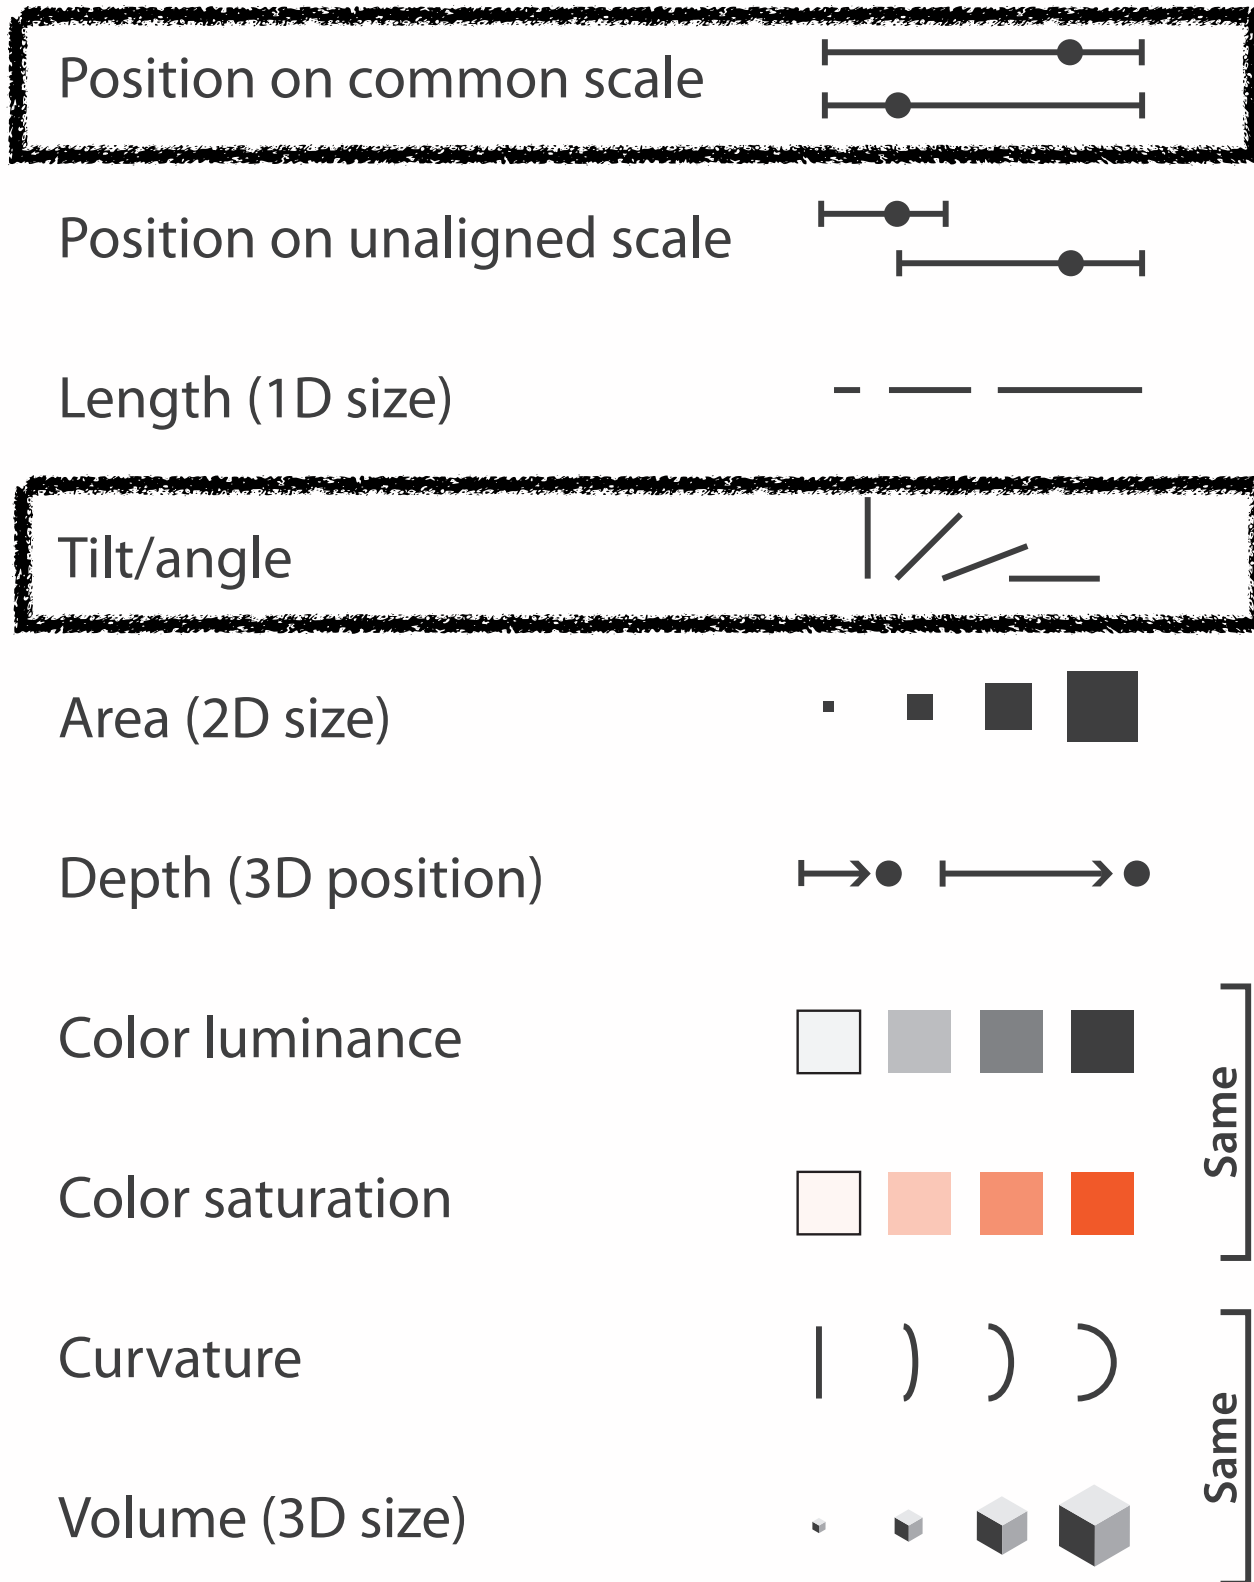 Position on common scale
Position on unaligned scale
Length (1D size)
Tilt/angle
Area (2D size)
Depth (3D position)
Color luminance
Same
Color saturation
Curvature
Same
Volume (3D size)